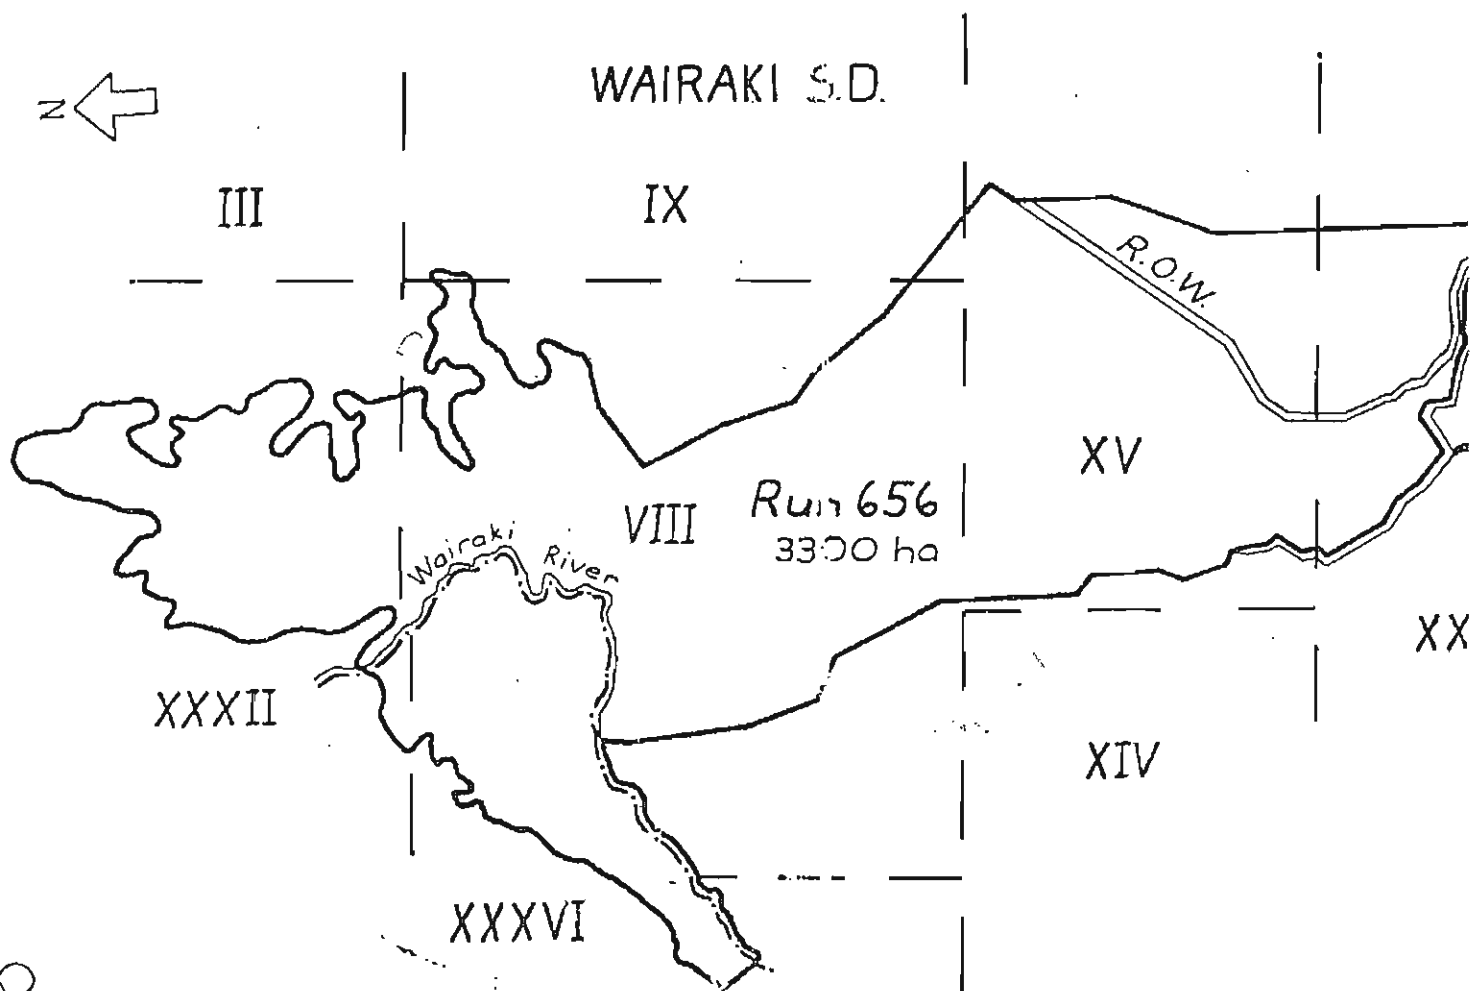 WAIRAKI S.D.
N
III
IX
R.O.W.
XV
Run 656
3300 ha
VIII
Wairaki River
XX
XXXII
XIV
XXXVI